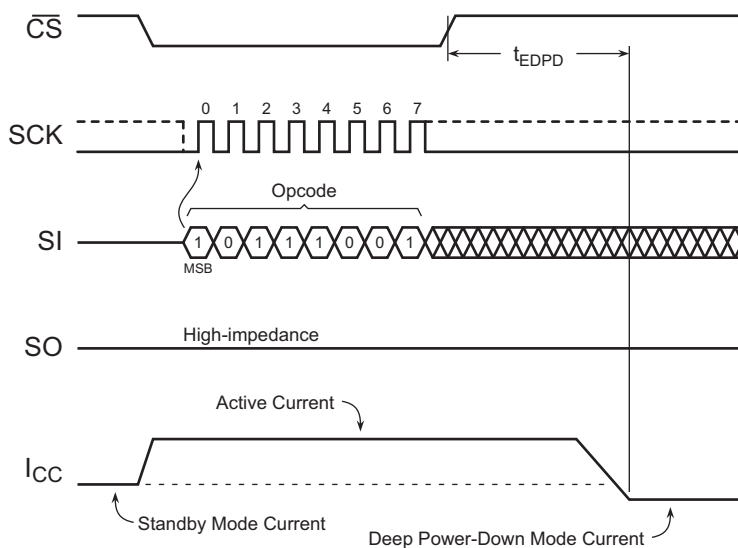 CS
tEDPD
0 1 2 3 4 5 6 7
SCK
Opcode
SI
1 0 1 1 1 0 0 1
MSB
SO
High-impedance
Active Current
ICC
Standby Mode Current
Deep Power-Down Mode Current